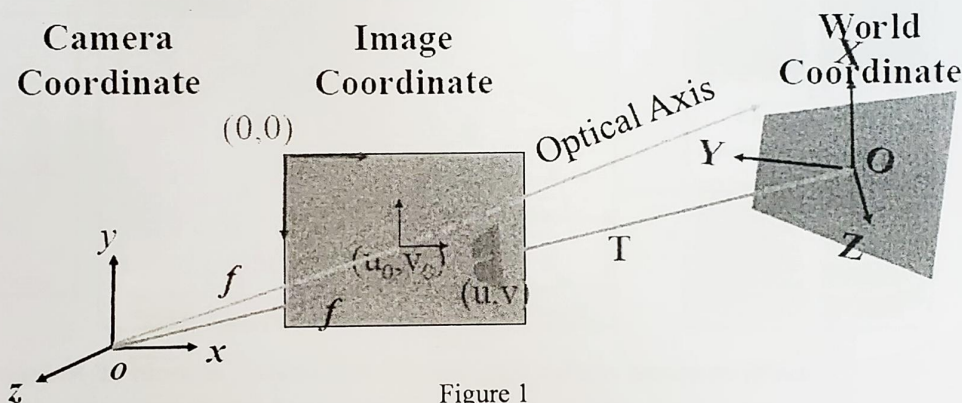 Camera
Coordinate
Image
Coordinate
World
Coordinate
X
(0,0)
Optical Axis
Y
O
Z
T
y
f
(u₀,v₀)
(u,v)
f
x
o
z
Figure 1